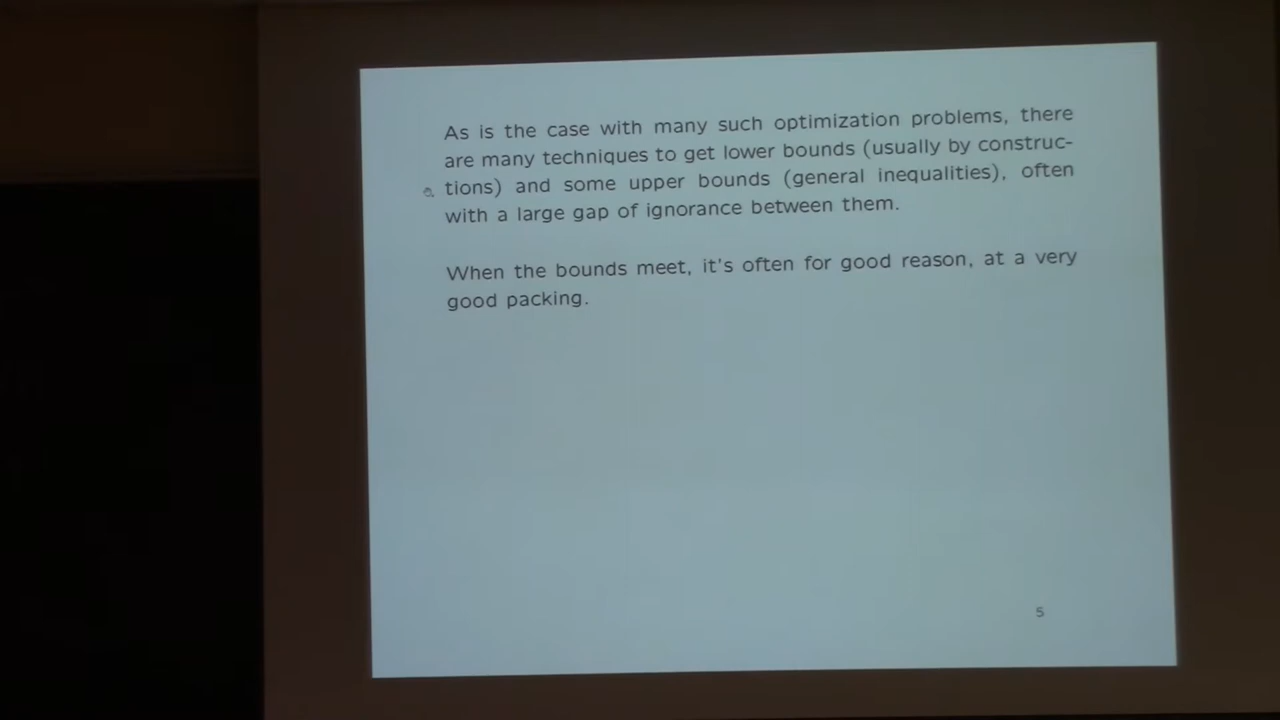 As is the case with many such optimization problems, there
are many techniques to get lower bounds (usually by construc-
tions) and some upper bounds (general inequalities), often
with a large gap of ignorance between them.
When the bounds meet, it's often for good reason, at a very
good packing.
5